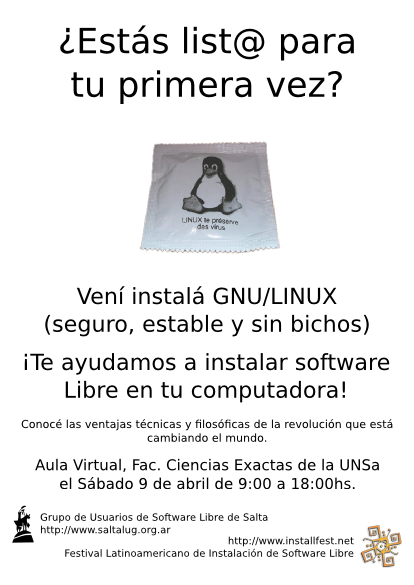 ¿Estás list@ para
tu primera vez?
LINUX te préserve
des virus
Vení instalá GNU/LINUX
(seguro, estable y sin bichos)
¡Te ayudamos a instalar software
Libre en tu computadora!
Conocé las ventajas técnicas y filosóficas de la revolución que está
cambiando el mundo.
Aula Virtual, Fac. Ciencias Exactas de la UNSa
el Sábado 9 de abril de 9:00 a 18:00hs.
Grupo de Usuarios de Software Libre de Salta
http://www.saltalug.org.ar
http://www.installfest.net
Festival Latinoamericano de Instalación de Software Libre